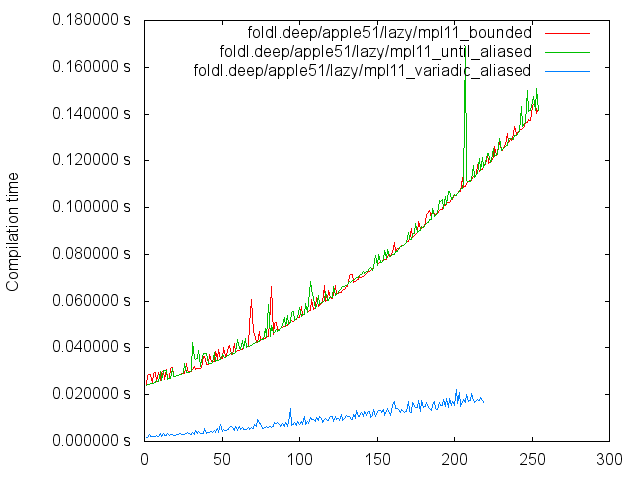 0.180000 s
foldl.deep/apple51/lazy/mpl11_bounded
foldl.deep/apple51/lazy/mpl11_until_aliased
foldl.deep/apple51/lazy/mpl11_variadic_aliased
0.160000 s
0.140000 s
0.120000 s
0.100000 s
0.080000 s
0.060000 s
0.040000 s
0.020000 s
0.000000 s
Compilation time
0 50 100 150 200 250 300